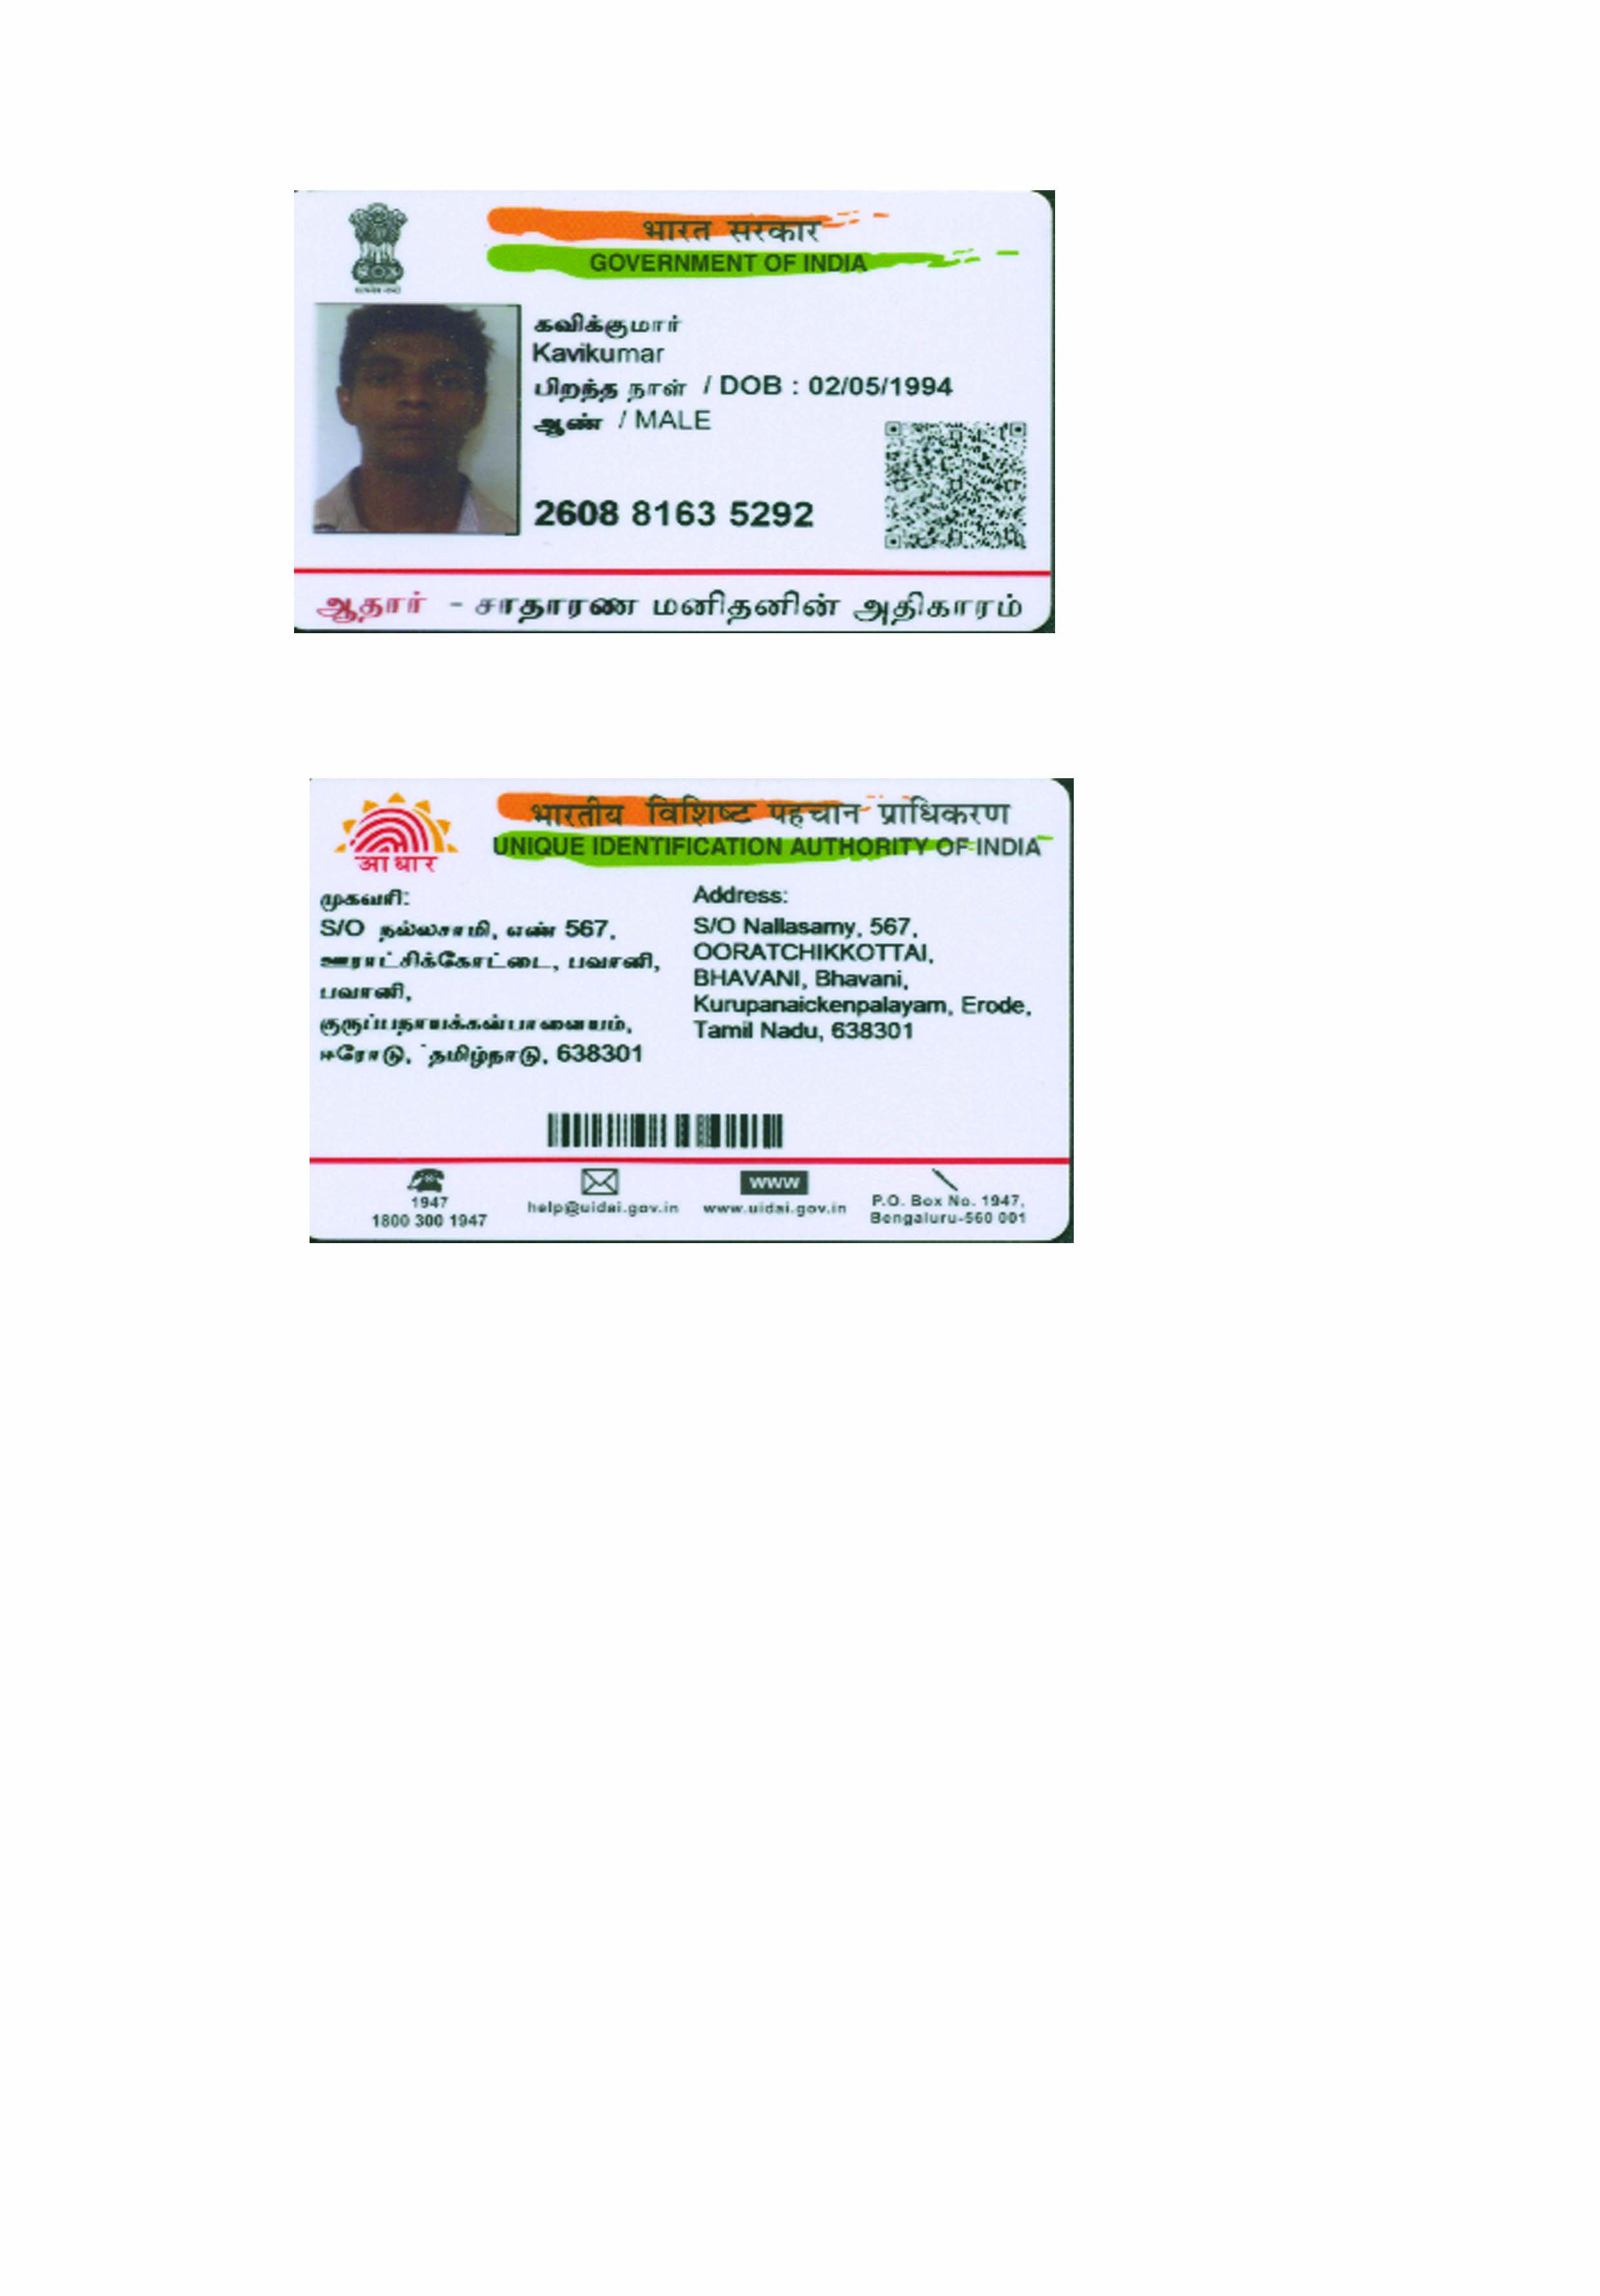 भारत सरकार
GOVERNMENT OF INDIA
கவிக்குமார்
Kavikumar
பிறந்த நாள் / DOB : 02/05/1994
ஆண் / MALE
2608 8163 5292
ஆதார் - சாதாரண மனிதனின் அதிகாரம்
भारतीय विशिष्ट पहचान प्राधिकरण
UNIQUE IDENTIFICATION AUTHORITY OF INDIA
आधार
முகவரி:
S/O நல்லசாமி, எண் 567,
ஊராட்சிக்கோட்டை, பவானி,
பவானி,
குருப்பநாயக்கன்பாளையம்,
ஈரோடு, தமிழ்நாடு, 638301
Address:
S/O Nallasamy, 567,
OORATCHIKKOTTAI,
BHAVANI, Bhavani,
Kurupanaickenpalayam, Erode,
Tamil Nadu, 638301
1947
1800 300 1947
help@uidai.gov.in
www
www.uidai.gov.in
P.O. Box No. 1947,
Bengaluru-560 001